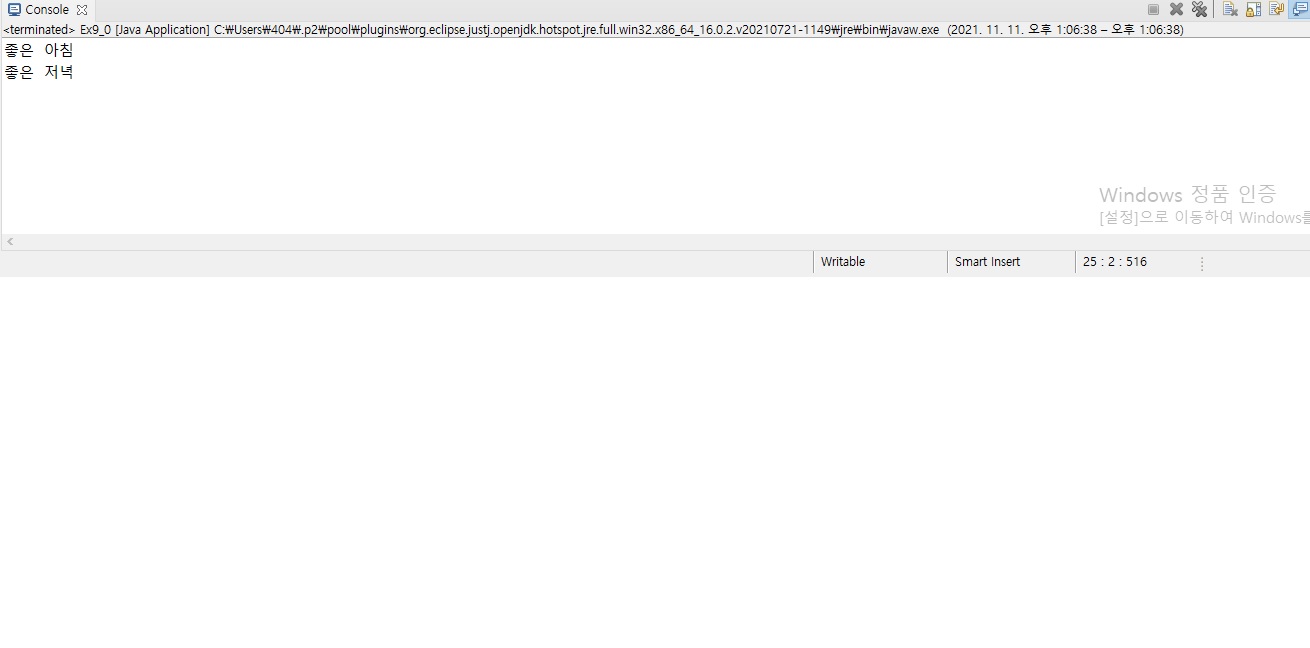 Console
<terminated> Ex9_0 [Java Application] C:₩Users₩404₩.p2₩pool₩plugins₩org.eclipse.justj.openjdk.hotspot.jre.full.win32.x86_64_16.0.2.v20210721-1149₩jre₩bin₩javaw.exe (2021. 11. 11. 오후 1:06:38 – 오후 1:06:38)
좋은 아침
좋은 저녁
Windows 정품 인증
[설정]으로 이동하여 Windows를
Writable Smart Insert 25 : 2 : 516